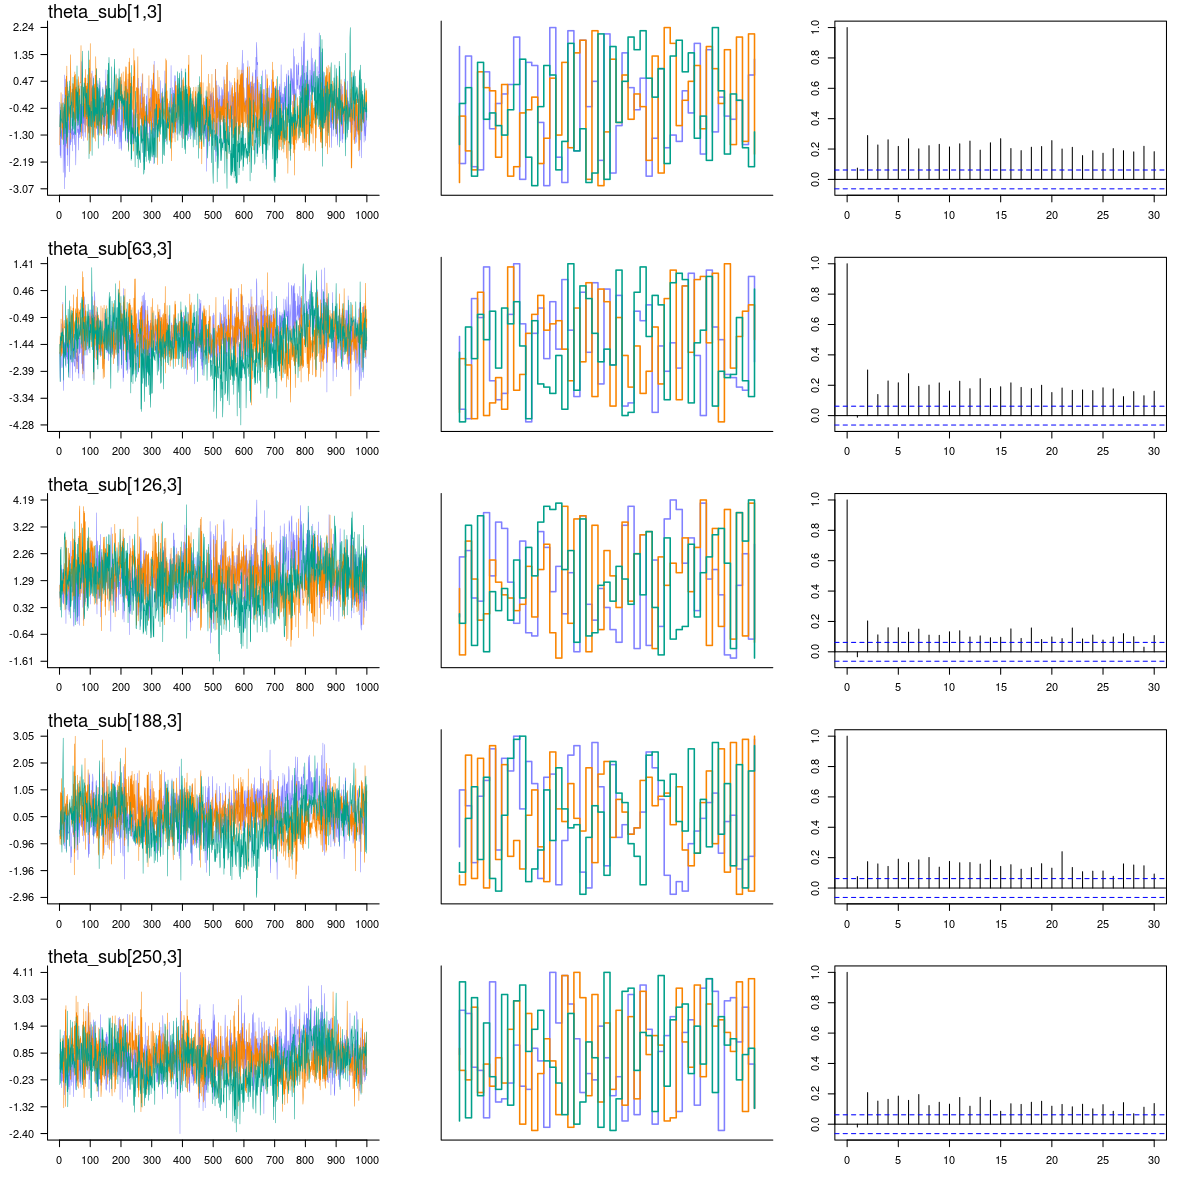 theta_sub[1,3]
2.24
1.35
0.47
-0.42
-1.30
-2.19
-3.07
0 100 200 300 400 500 600 700 800 900 1000
0.0 0.2 0.4 0.6 0.8 1.0
0 5 10 15 20 25 30
theta_sub[63,3]
1.41
0.46
-0.49
-1.44
-2.39
-3.34
-4.28
0 100 200 300 400 500 600 700 800 900 1000
0.0 0.2 0.4 0.6 0.8 1.0
0 5 10 15 20 25 30
theta_sub[126,3]
4.19
3.22
2.26
1.29
0.32
-0.64
-1.61
0 100 200 300 400 500 600 700 800 900 1000
0.0 0.2 0.4 0.6 0.8 1.0
0 5 10 15 20 25 30
theta_sub[188,3]
3.05
2.05
1.05
0.05
-0.96
-1.96
-2.96
0 100 200 300 400 500 600 700 800 900 1000
0.0 0.2 0.4 0.6 0.8 1.0
0 5 10 15 20 25 30
theta_sub[250,3]
4.11
3.03
1.94
0.85
-0.23
-1.32
-2.40
0 100 200 300 400 500 600 700 800 900 1000
0.0 0.2 0.4 0.6 0.8 1.0
0 5 10 15 20 25 30